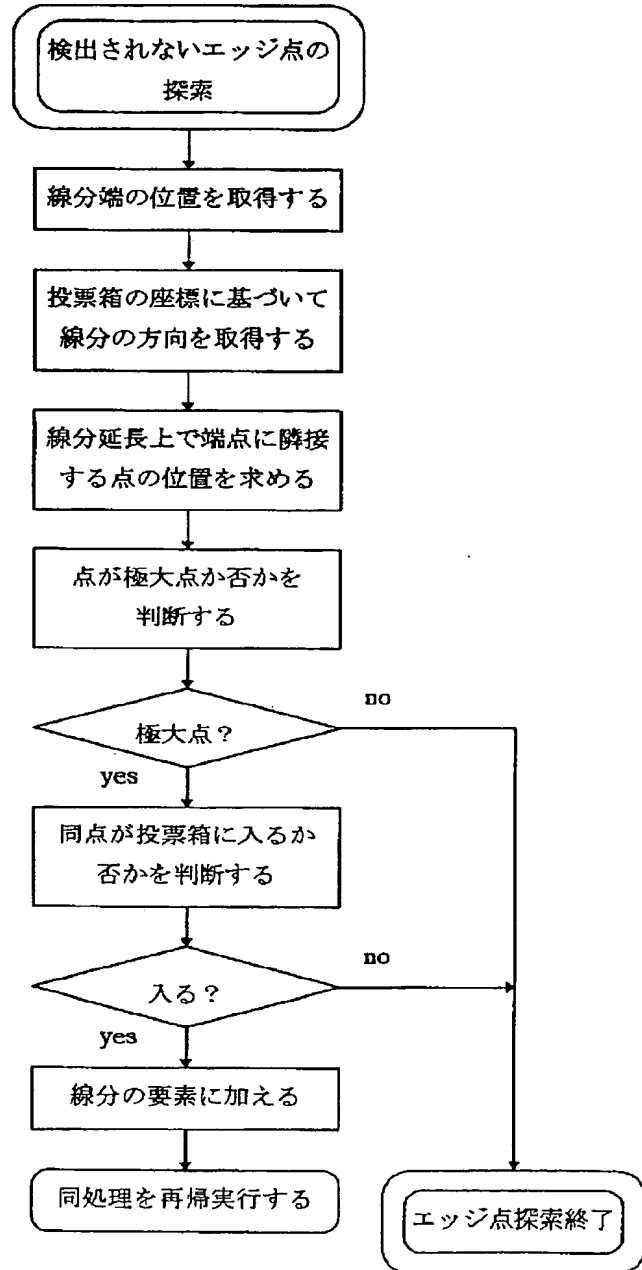 検出されないエッジ点の
探索
線分端の位置を取得する
投票箱の座標に基づいて
線分の方向を取得する
線分延長上で端点に隣接
する点の位置を求める
点が極大点か否かを
判断する
極大点？
no
yes
同点が投票箱に入るか
否かを判断する
入る？
no
yes
線分の要素に加える
同処理を再帰実行する
エッジ点探索終了